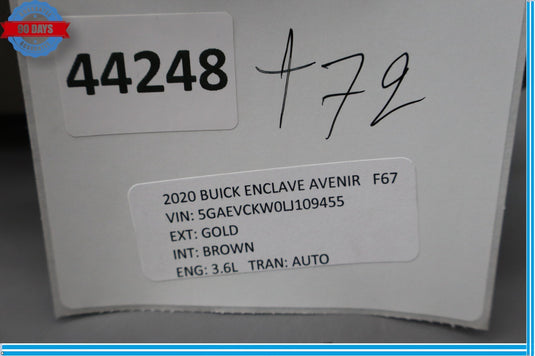 90 DAYS
44248
+72
2020 BUICK ENCLAVE AVENIR F67
VIN: 5GAEVCKW0LJ109455
EXT: GOLD
INT: BROWN
ENG: 3.6L TRAN: AUTO